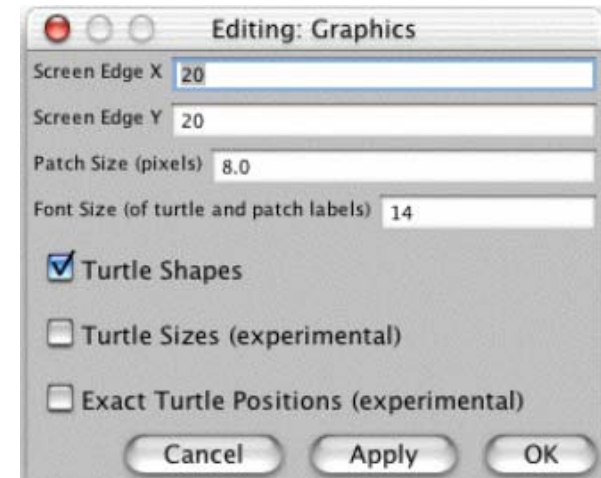 Editing: Graphics
Screen Edge X 20
Screen Edge Y 20
Patch Size (pixels) 8.0
Font Size (of turtle and patch labels) 14
Turtle Shapes
Turtle Sizes (experimental)
Exact Turtle Positions (experimental)
Cancel Apply OK